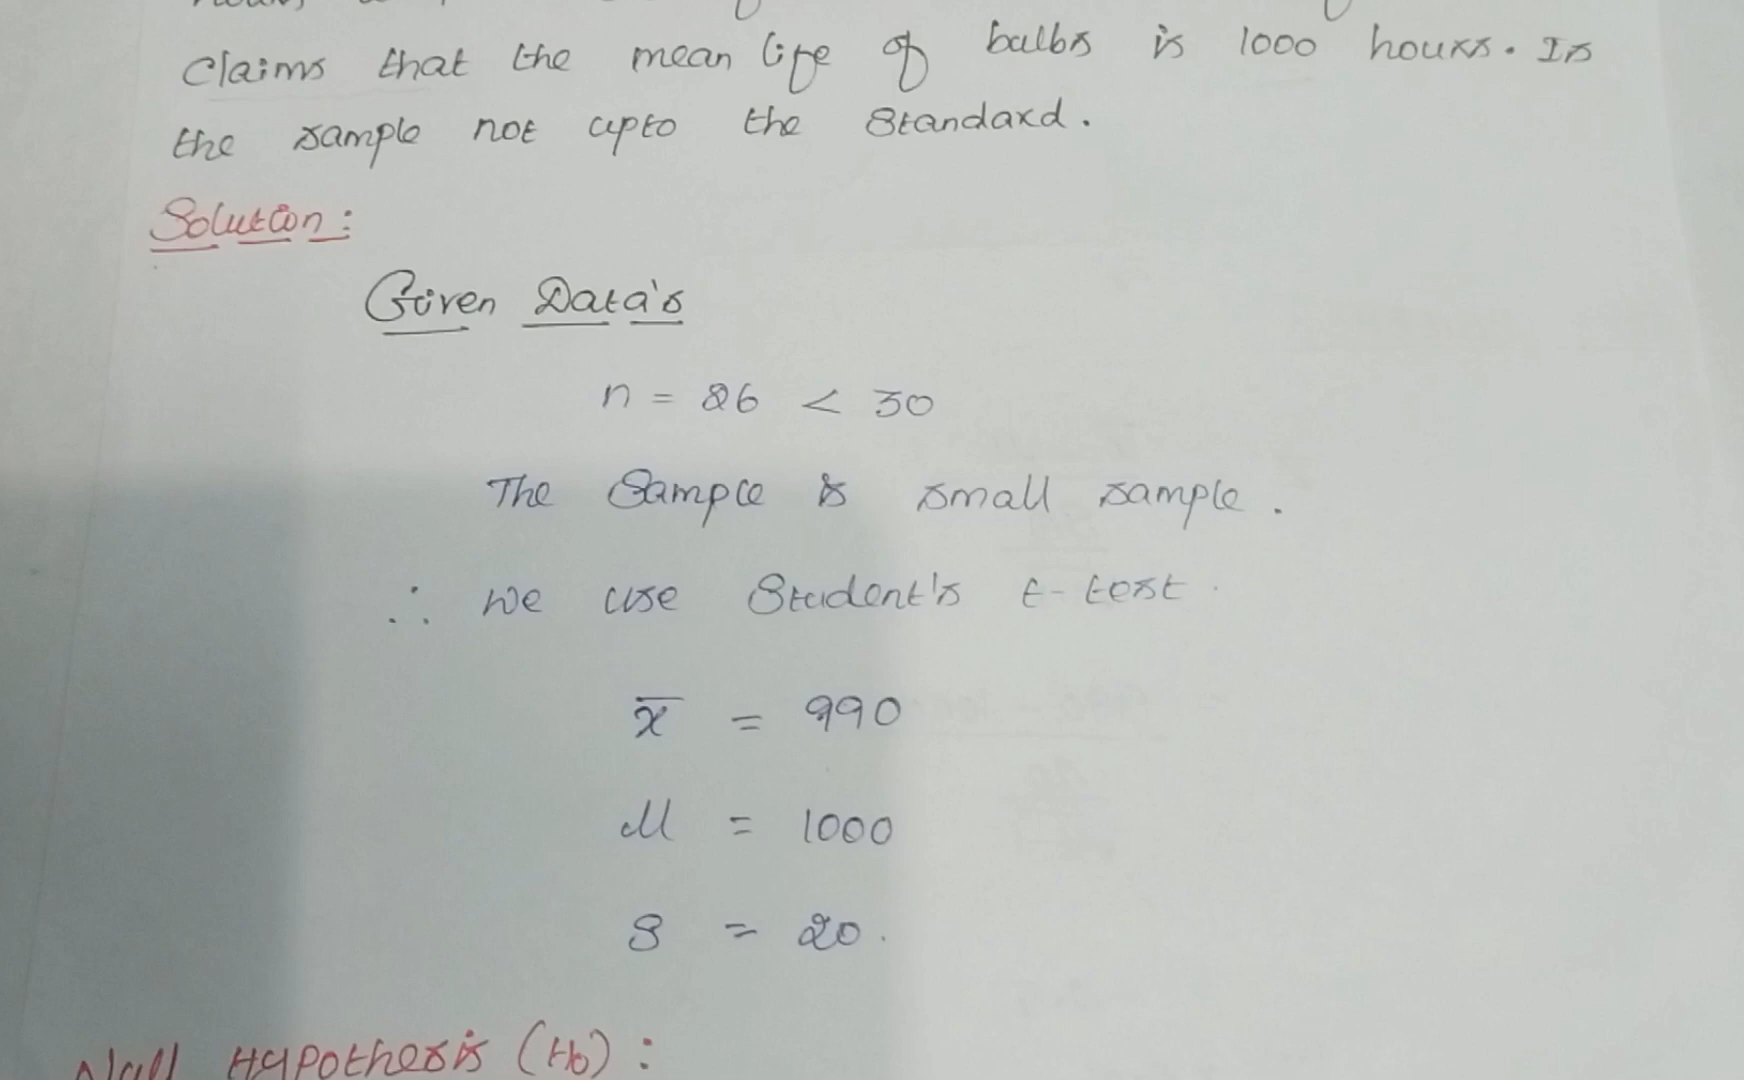 claims that the mean life of bulbs is 1000 hours. Is
the sample not upto the standard.
Solution:
Given Data's
n = 26 < 30
The Sample is small sample.
∴ we use Student's t-test.
x̄ = 990
μ = 1000
S = 20.
Null Hypothesis (H0):